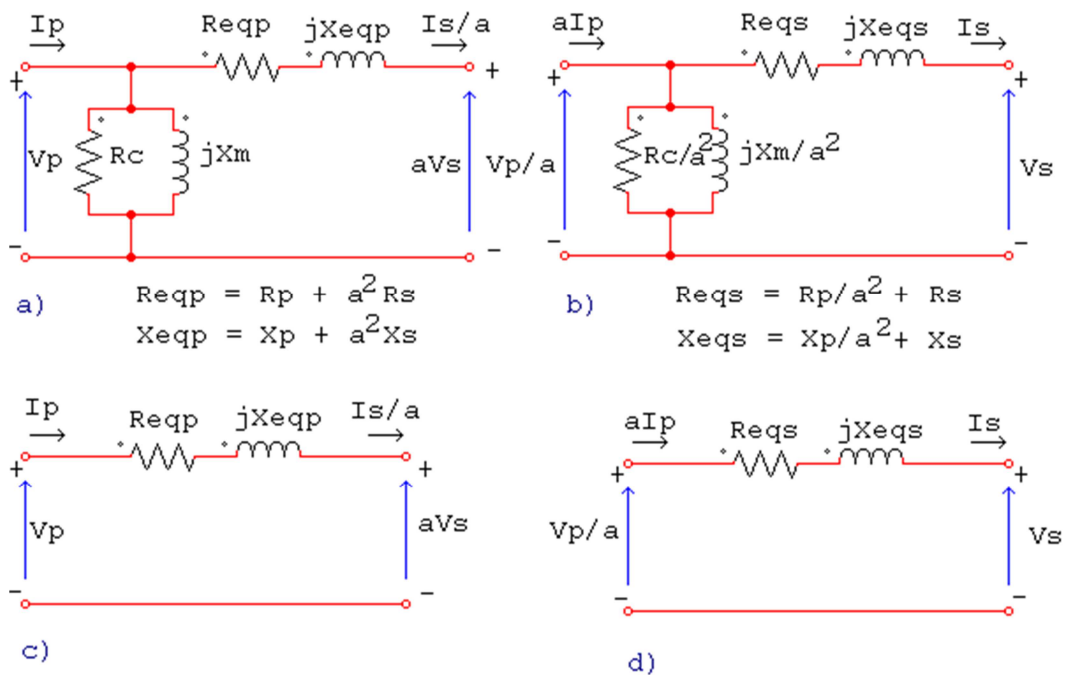 Ip Reqp jXeqp Is/a
+ +
Vp Rc jXm aVs
- -
a)
Reqp = Rp + a²Rs
Xeqp = Xp + a²Xs
aIp Reqs jXeqs Is
+ +
Vp/a Rc/a² jXm/a² Vs
- -
b)
Reqs = Rp/a² + Rs
Xeqs = Xp/a² + Xs
Ip Reqp jXeqp Is/a
+ +
Vp aVs
- -
c)
aIp Reqs jXeqs Is
+ +
Vp/a Vs
- -
d)